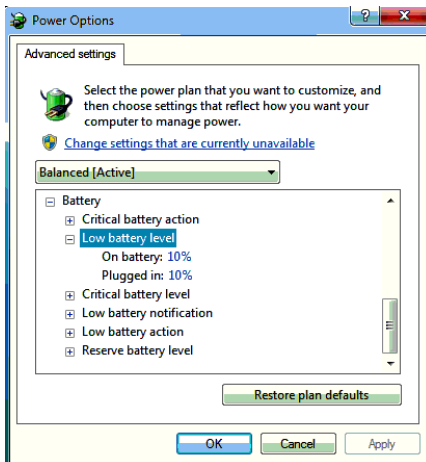 Power Options
Advanced settings
Select the power plan that you want to customize, and
then choose settings that reflect how you want your
computer to manage power.
Change settings that are currently unavailable
Balanced [Active]
Battery
Critical battery action
Low battery level
On battery: 10%
Plugged in: 10%
Critical battery level
Low battery notification
Low battery action
Reserve battery level
Restore plan defaults
OK Cancel Apply